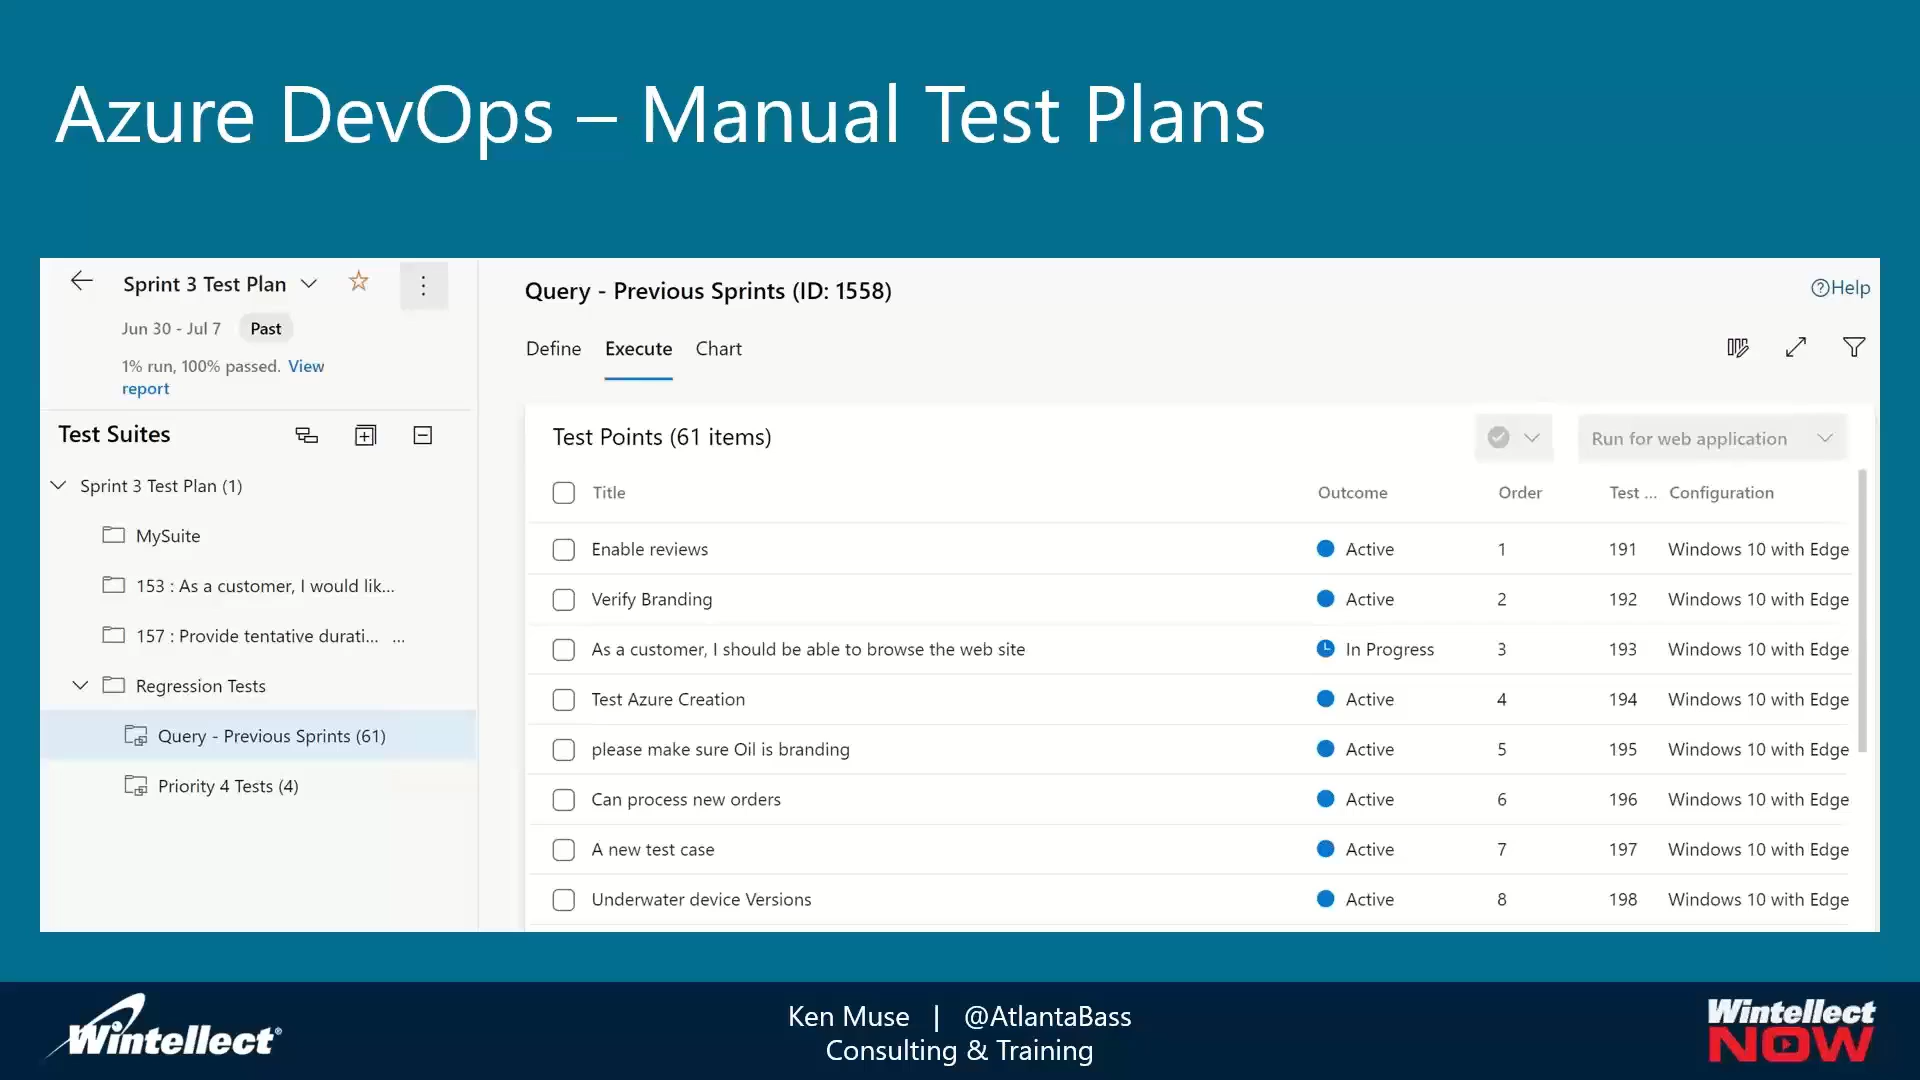 Azure DevOps – Manual Test Plans
Sprint 3 Test Plan
Jun 30 - Jul 7 Past
1% run, 100% passed. View
report
Test Suites
Sprint 3 Test Plan (1)
MySuite
153 : As a customer, I would lik...
157 : Provide tentative durati... ...
Regression Tests
Query - Previous Sprints (61)
Priority 4 Tests (4)
Query - Previous Sprints (ID: 1558)
Help
Define Execute Chart
Test Points (61 items)
Run for web application
Title Outcome Order Test ... Configuration
Enable reviews Active 1 191 Windows 10 with Edge
Verify Branding Active 2 192 Windows 10 with Edge
As a customer, I should be able to browse the web site In Progress 3 193 Windows 10 with Edge
Test Azure Creation Active 4 194 Windows 10 with Edge
please make sure Oil is branding Active 5 195 Windows 10 with Edge
Can process new orders Active 6 196 Windows 10 with Edge
A new test case Active 7 197 Windows 10 with Edge
Underwater device Versions Active 8 198 Windows 10 with Edge
Wintellect®
Ken Muse | @AtlantaBass
Consulting & Training
Wintellect
NOW